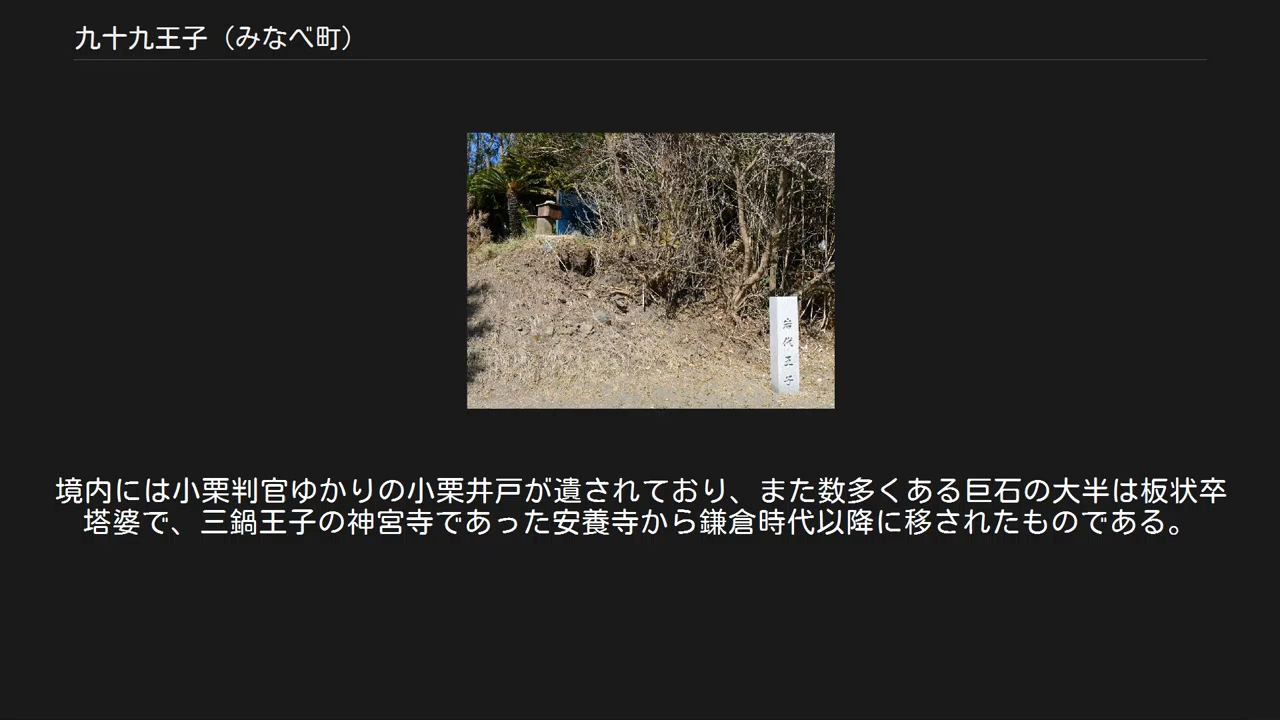 九十九王子（みなべ町）
岩代王子
境内には小栗判官ゆかりの小栗井戸が遺されており、また数多くある巨石の大半は板状卒
塔婆で、三鍋王子の神宮寺であった安養寺から鎌倉時代以降に移されたものである。